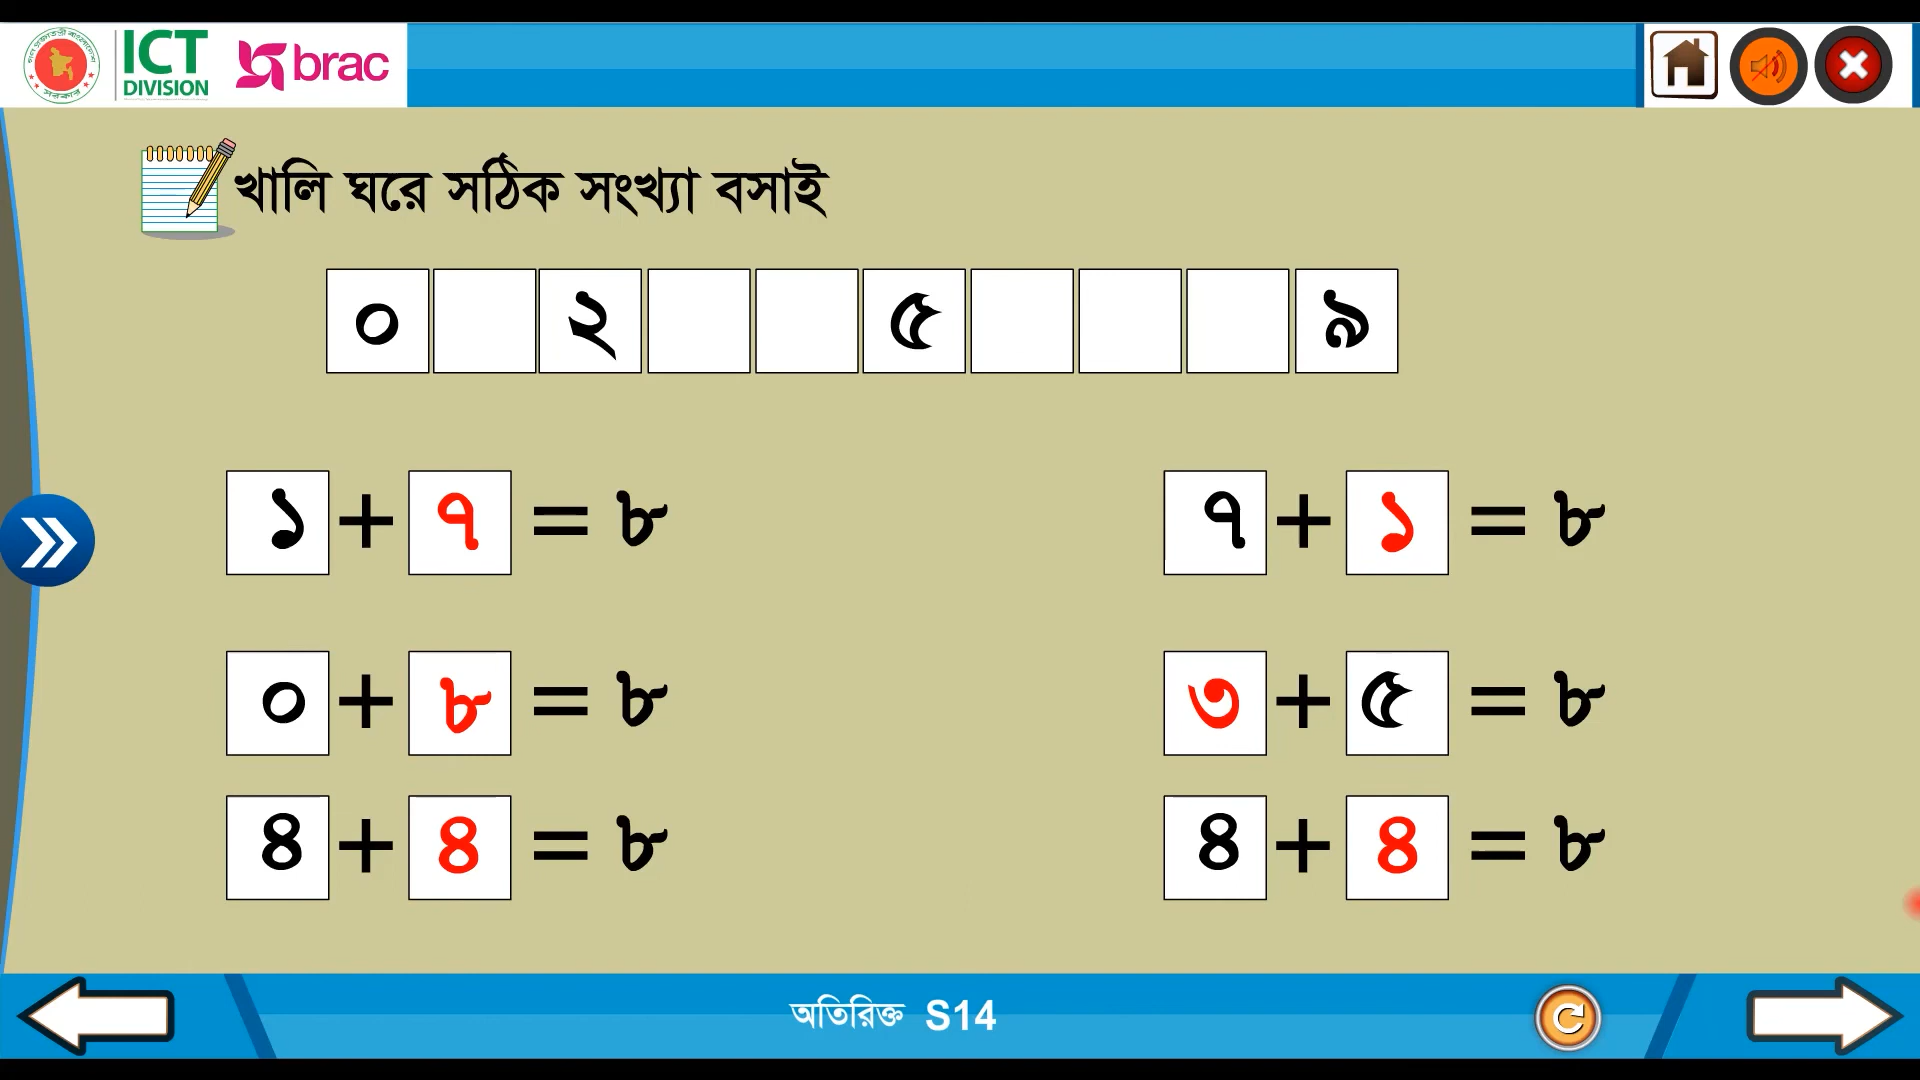 ICT
DIVISION
brac
খালি ঘরে সঠিক সংখ্যা বসাই
০ ২ ৫ ৯
১ + ৭ = ৮
৭ + ১ = ৮
০ + ৮ = ৮
৩ + ৫ = ৮
৪ + ৪ = ৮
৪ + ৪ = ৮
অতিরিক্ত S14